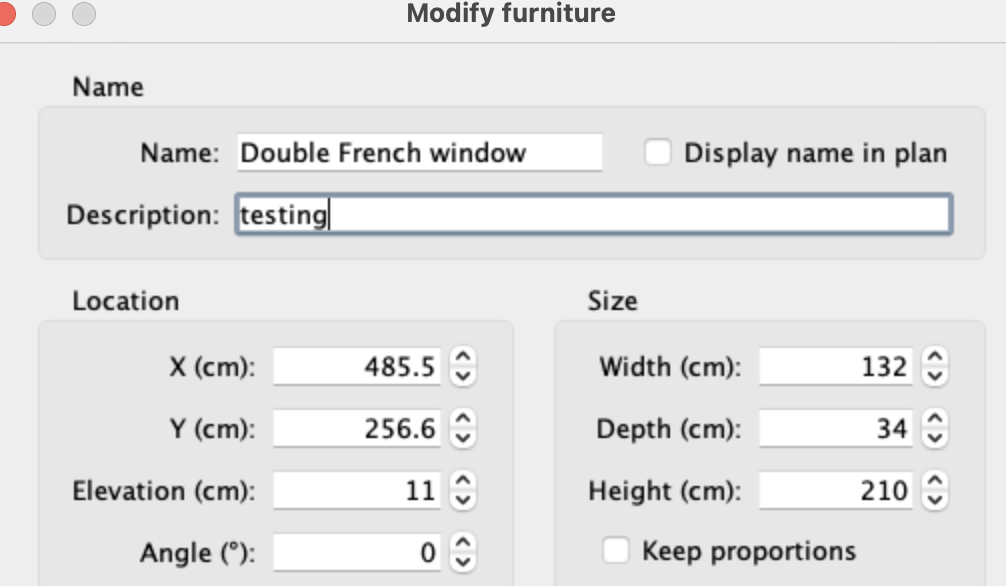 Modify furniture
Name
Name: Double French window Display name in plan
Description: testing
Location
X (cm): 485.5
Y (cm): 256.6
Elevation (cm): 11
Angle (°): 0
Size
Width (cm): 132
Depth (cm): 34
Height (cm): 210
Keep proportions